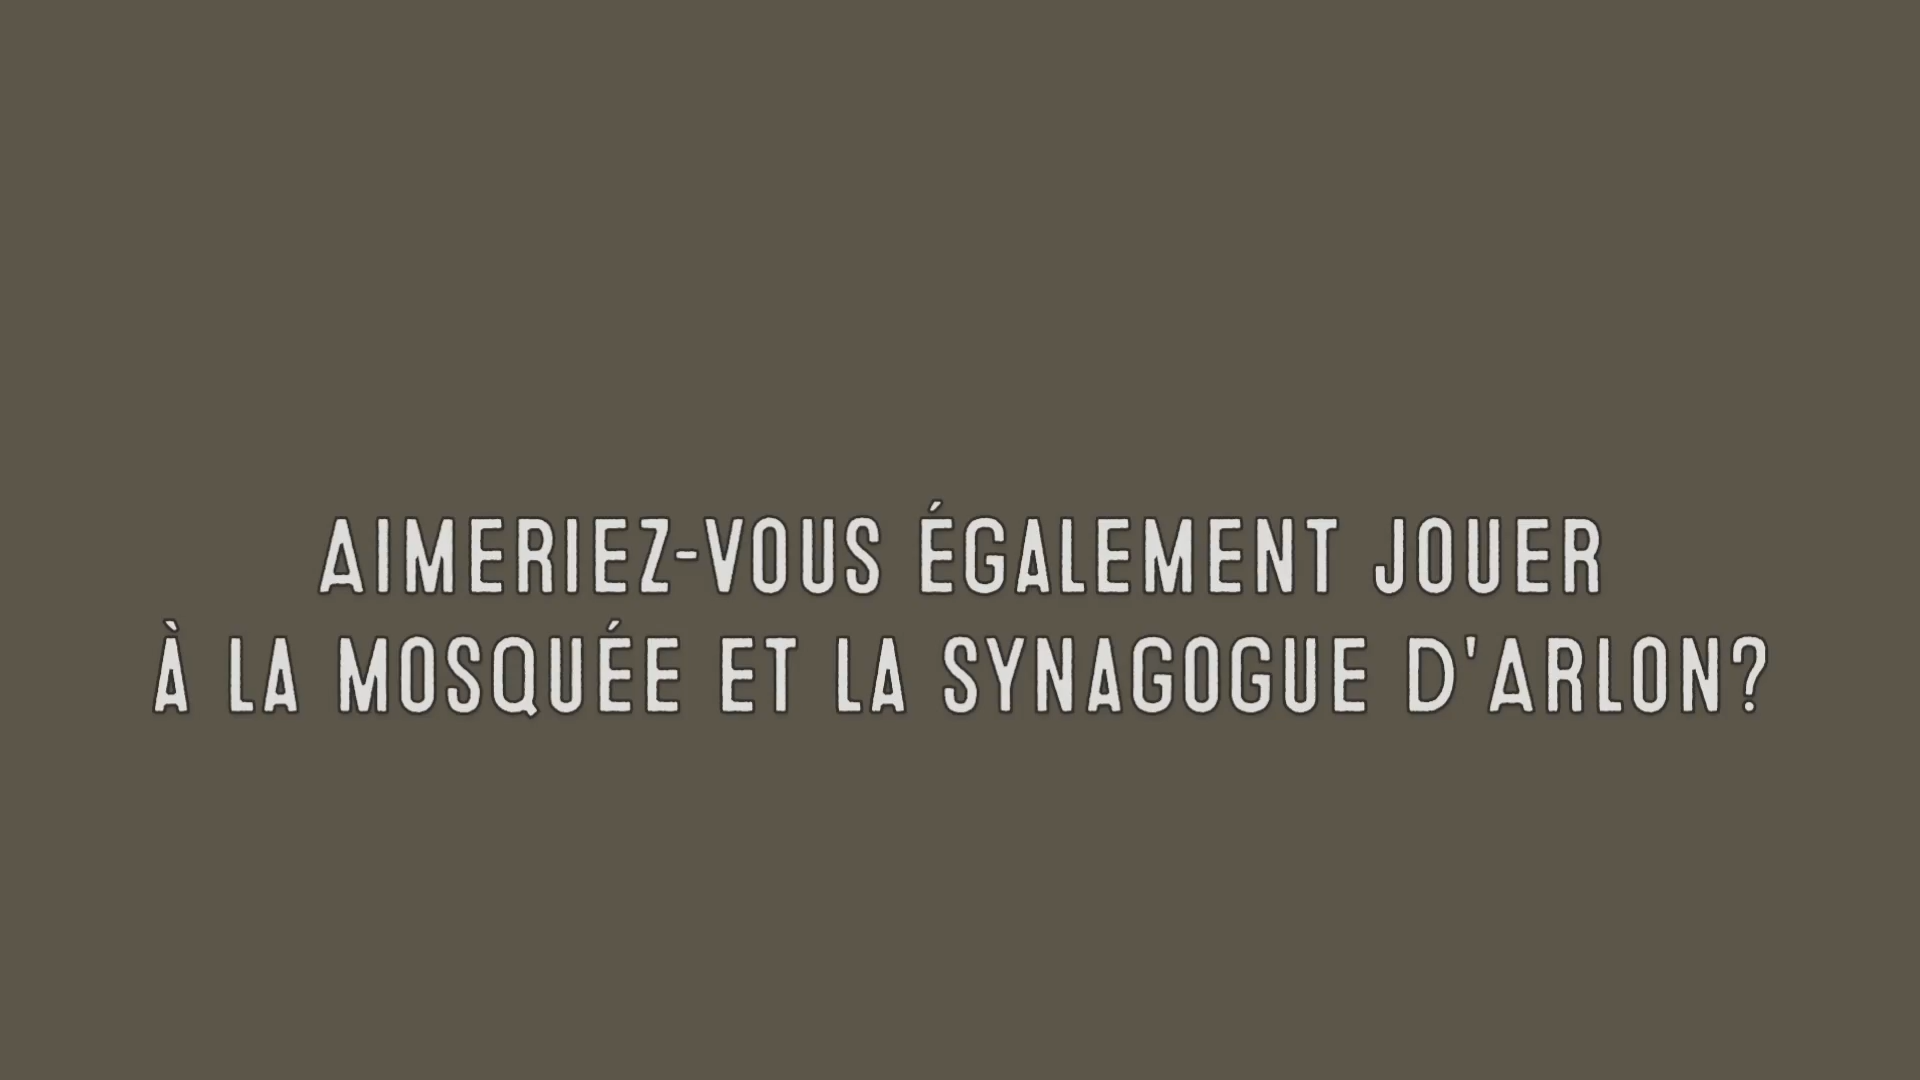 AIMERIEZ-VOUS ÉGALEMENT JOUER
À LA MOSQUÉE ET LA SYNAGOGUE D'ARLON?